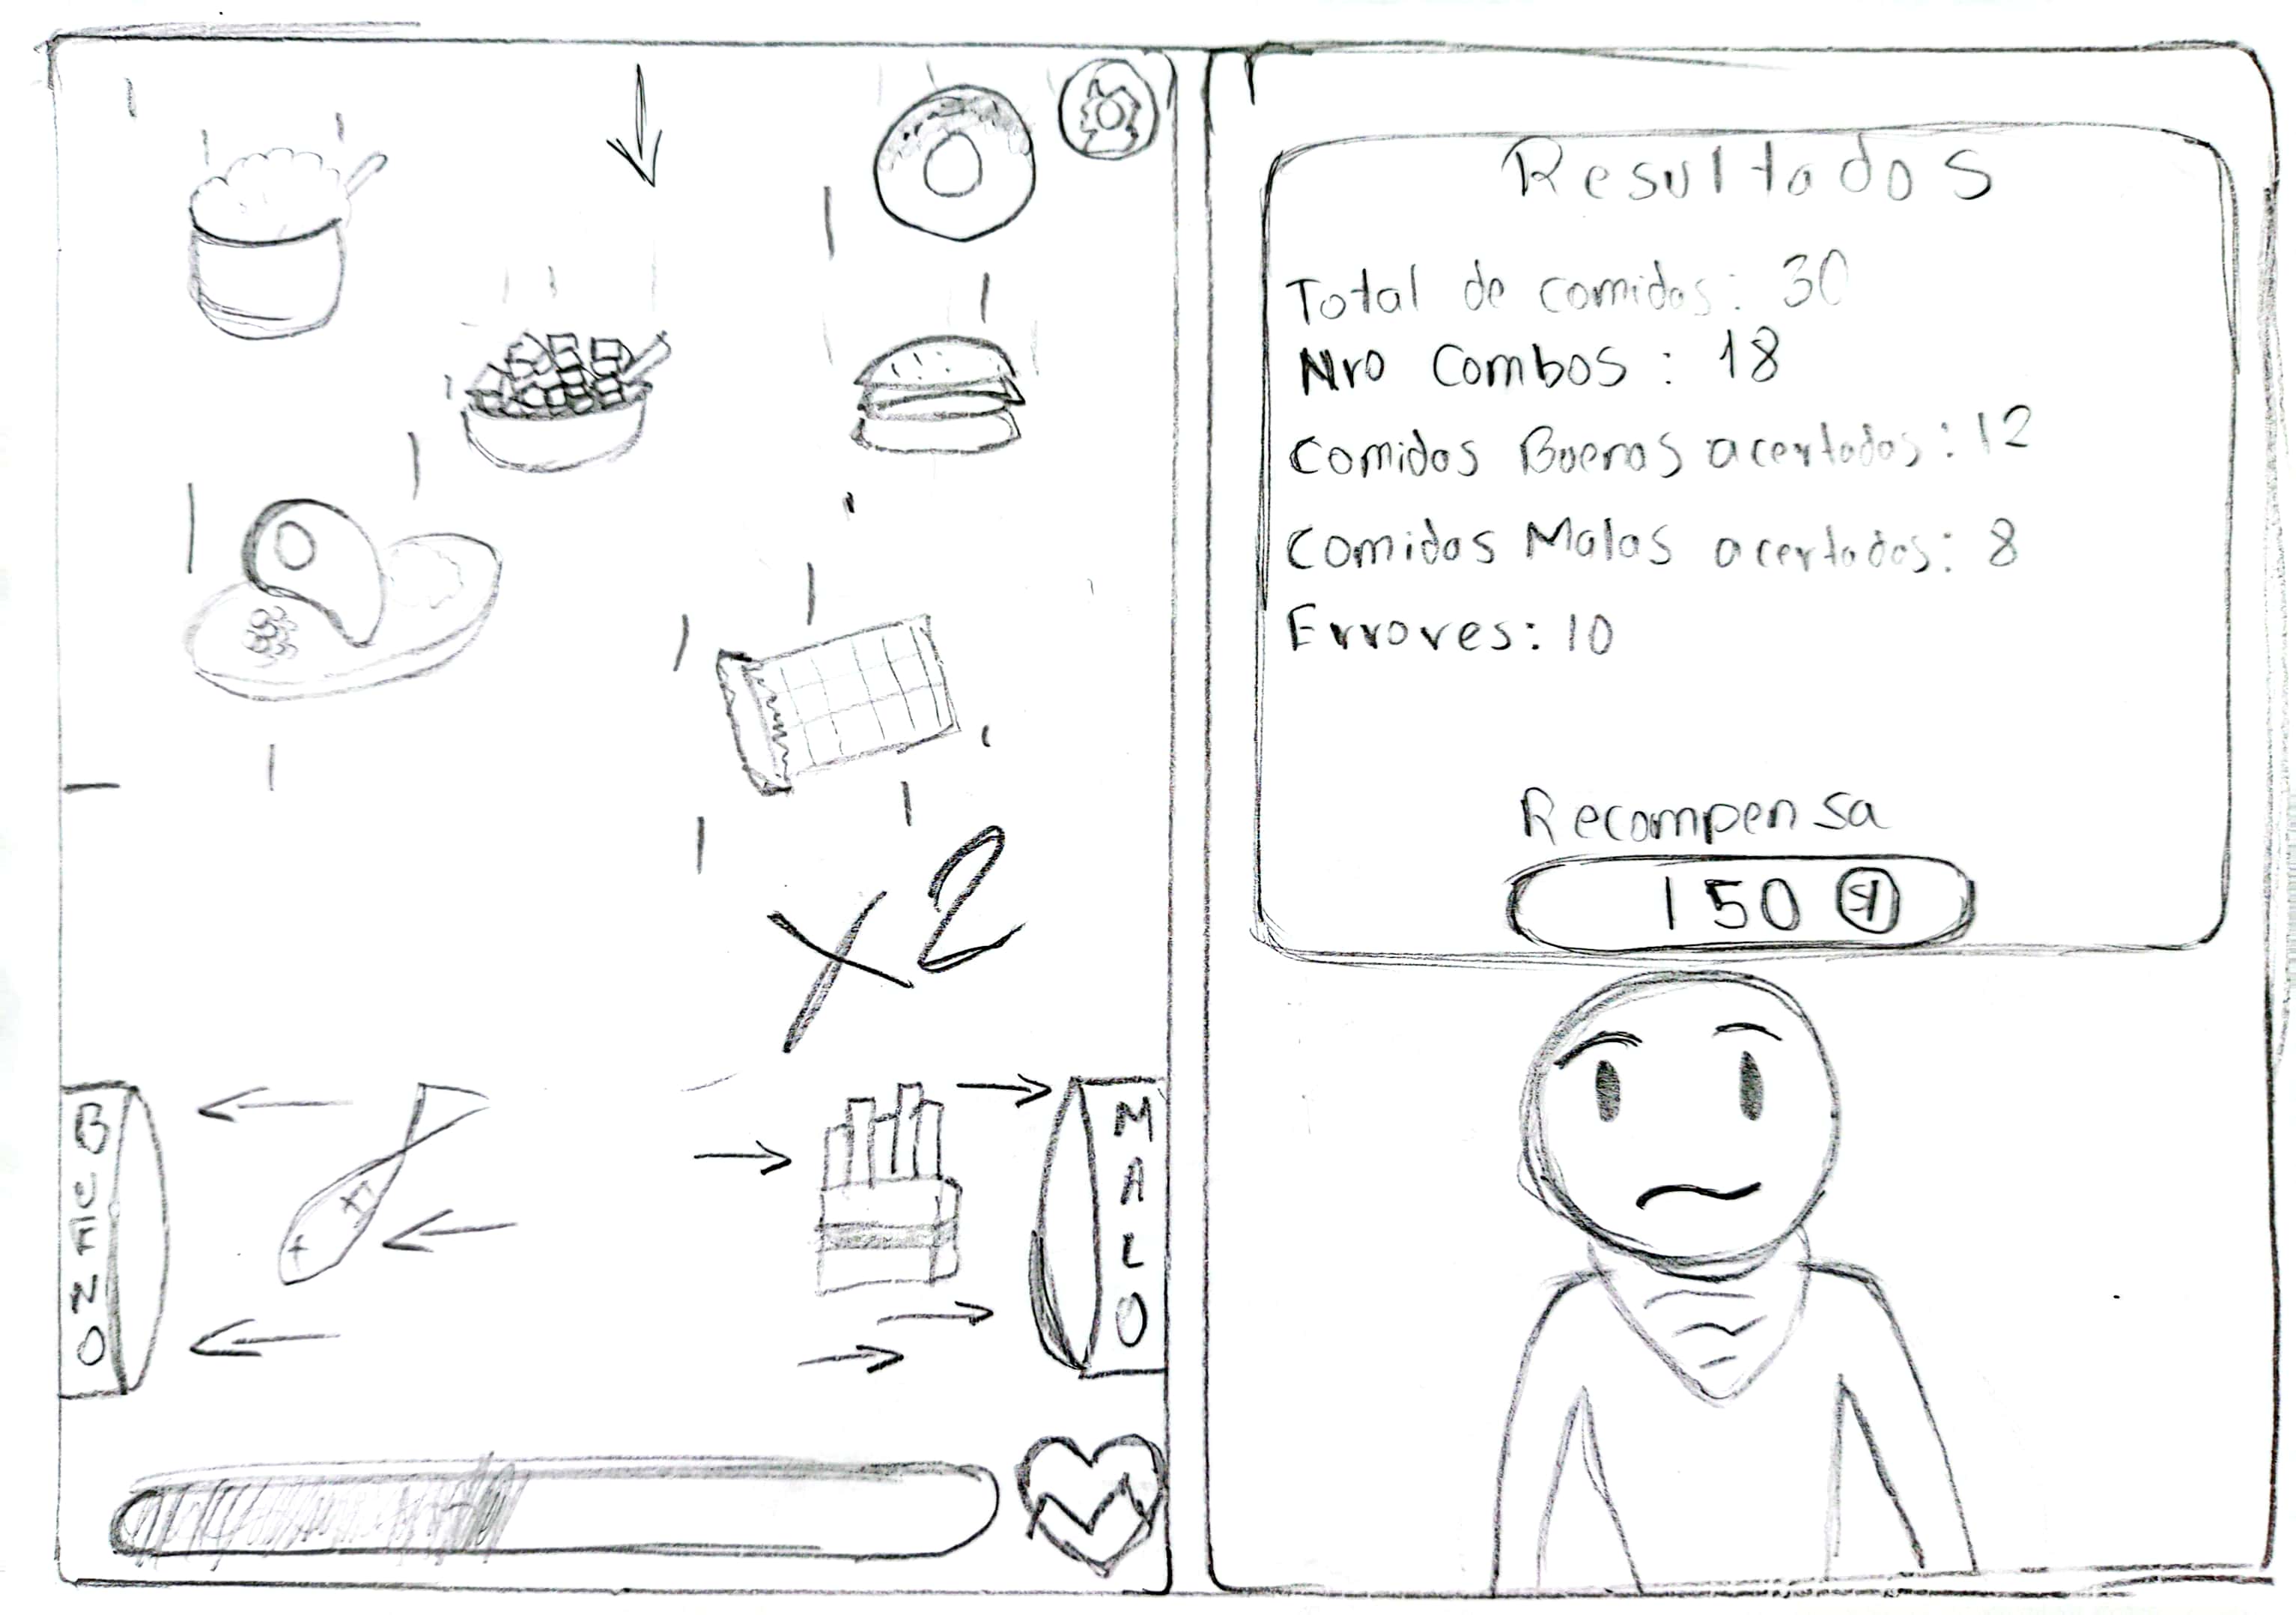 x2
BUENO
MALO
Resultados
Total de comidas: 30
Nro Combos : 18
Comidas Buenas acertadas: 12
Comidas Malas acertadas: 8
Errores: 10
Recompensa
150